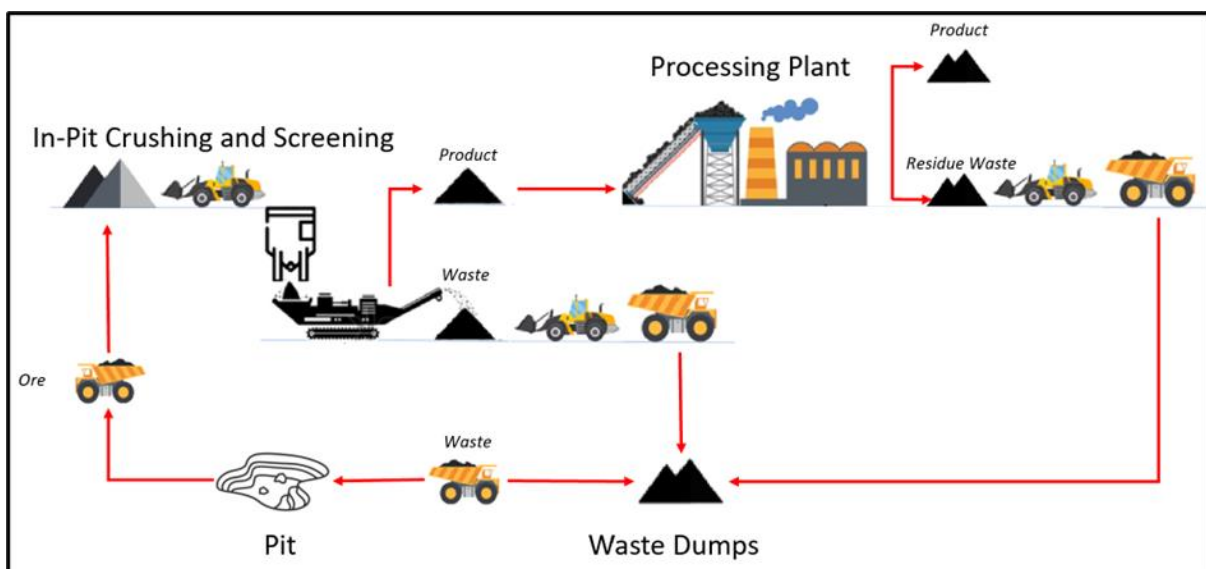 Product
Processing Plant
In-Pit Crushing and Screening
Product
Residue Waste
Waste
Ore
Waste
Pit
Waste Dumps